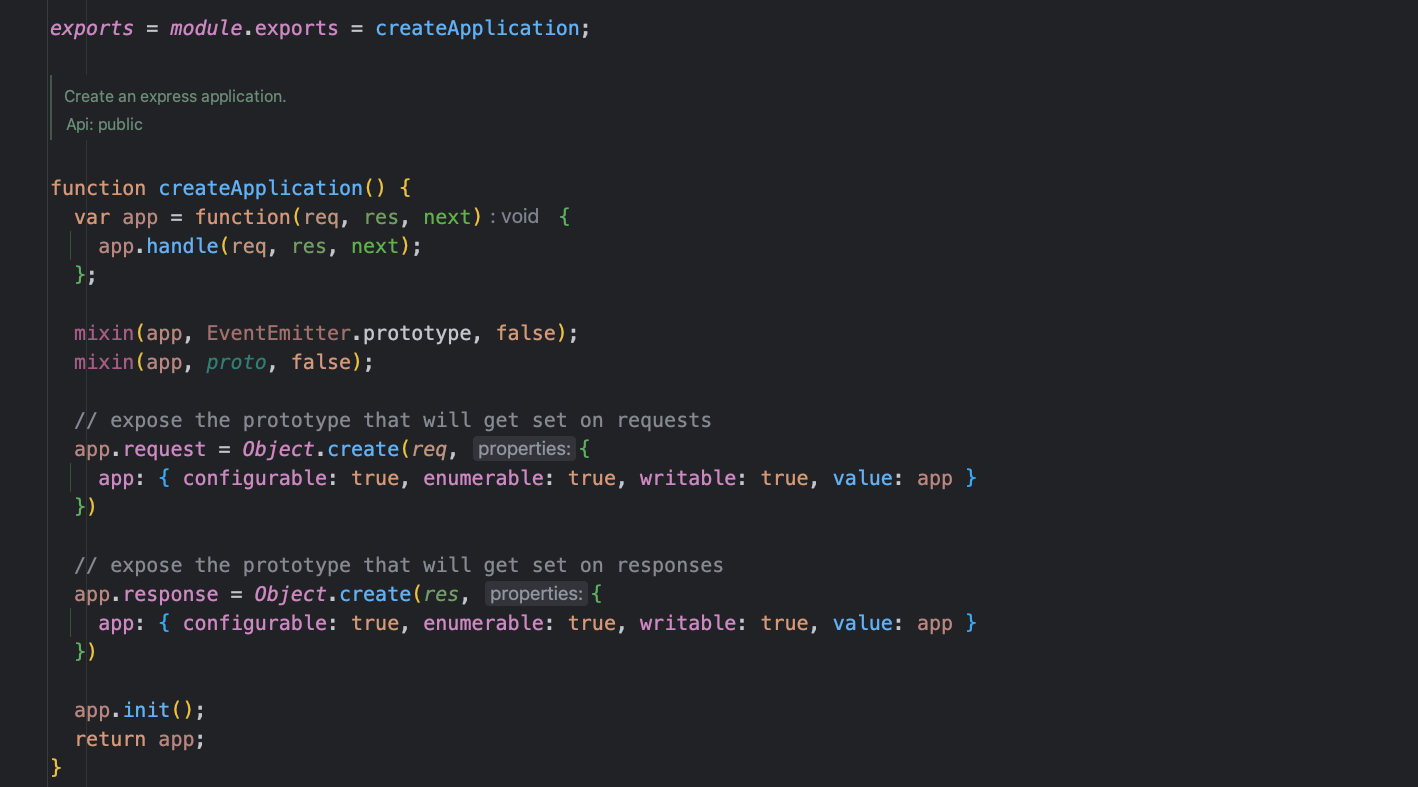 exports = module.exports = createApplication;
Create an express application.
Api: public
function createApplication() {
var app = function(req, res, next) : void {
app.handle(req, res, next);
};
mixin(app, EventEmitter.prototype, false);
mixin(app, proto, false);
// expose the prototype that will get set on requests
app.request = Object.create(req, properties: {
app: { configurable: true, enumerable: true, writable: true, value: app }
})
// expose the prototype that will get set on responses
app.response = Object.create(res, properties: {
app: { configurable: true, enumerable: true, writable: true, value: app }
})
app.init();
return app;
}